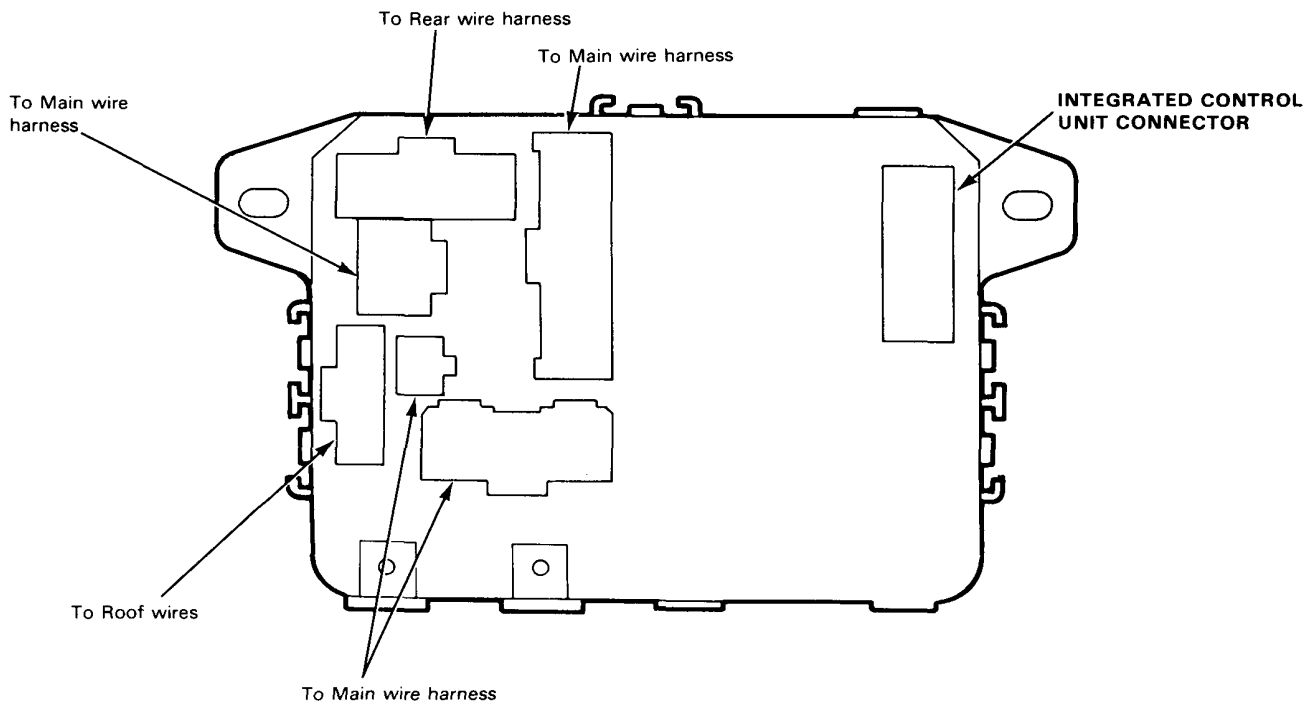 To Rear wire harness
To Main wire harness
To Main wire
harness
INTEGRATED CONTROL
UNIT CONNECTOR
To Roof wires
To Main wire harness